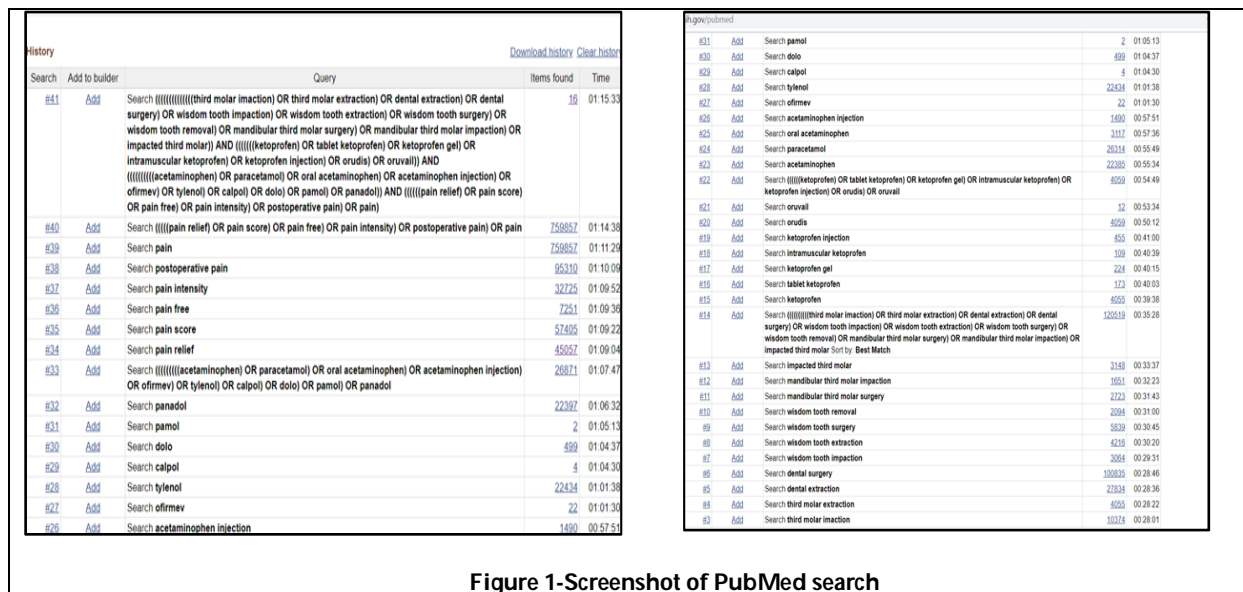 History
Download history Clear history
Search Add to builder Query Items found Time
#41 Add Search ((((((((((((((third molar imaction) OR third molar extraction) OR dental extraction) OR dental 16 01:15:33
surgery) OR wisdom tooth impaction) OR wisdom tooth extraction) OR wisdom tooth surgery) OR
wisdom tooth removal) OR mandibular third molar surgery) OR mandibular third molar impaction) OR
impacted third molar)) AND (((((((ketoprofen) OR tablet ketoprofen) OR ketoprofen gel) OR
intramuscular ketoprofen) OR ketoprofen injection) OR orudis) OR oruvail)) AND
((((((((((acetaminophen) OR paracetamol) OR oral acetaminophen) OR acetaminophen injection) OR
ofirmev) OR tylenol) OR calpol) OR dolo) OR pamol) OR panadol)) AND ((((((pain relief) OR pain score)
OR pain free) OR pain intensity) OR postoperative pain) OR pain)
#40 Add Search (((((pain relief) OR pain score) OR pain free) OR pain intensity) OR postoperative pain) OR pain 759857 01:14:38
#39 Add Search pain 759857 01:11:29
#38 Add Search postoperative pain 95310 01:10:09
#37 Add Search pain intensity 32725 01:09:52
#36 Add Search pain free 7251 01:09:36
#35 Add Search pain score 57405 01:09:22
#34 Add Search pain relief 45057 01:09:04
#33 Add Search (((((((((acetaminophen) OR paracetamol) OR oral acetaminophen) OR acetaminophen injection) 26871 01:07:47
OR ofirmev) OR tylenol) OR calpol) OR dolo) OR pamol) OR panadol
#32 Add Search panadol 22397 01:06:32
#31 Add Search pamol 2 01:05:13
#30 Add Search dolo 499 01:04:37
#29 Add Search calpol 4 01:04:30
#28 Add Search tylenol 22434 01:01:38
#27 Add Search ofirmev 22 01:01:30
#26 Add Search acetaminophen injection 1490 00:57:51
ih.gov/pubmed
#31 Add Search pamol 2 01:05:13
#30 Add Search dolo 499 01:04:37
#29 Add Search calpol 4 01:04:30
#28 Add Search tylenol 22434 01:01:38
#27 Add Search ofirmev 22 01:01:30
#26 Add Search acetaminophen injection 1490 00:57:51
#25 Add Search oral acetaminophen 3117 00:57:36
#24 Add Search paracetamol 26314 00:55:49
#23 Add Search acetaminophen 22385 00:55:34
#22 Add Search ((((((ketoprofen) OR tablet ketoprofen) OR ketoprofen gel) OR intramuscular ketoprofen) OR 4059 00:54:49
ketoprofen injection) OR orudis) OR oruvail
#21 Add Search oruvail 12 00:53:34
#20 Add Search orudis 4059 00:50:12
#19 Add Search ketoprofen injection 455 00:41:00
#18 Add Search intramuscular ketoprofen 109 00:40:39
#17 Add Search ketoprofen gel 224 00:40:15
#16 Add Search tablet ketoprofen 173 00:40:03
#15 Add Search ketoprofen 4055 00:39:38
#14 Add Search ((((((((((third molar imaction) OR third molar extraction) OR dental extraction) OR dental 120519 00:35:28
surgery) OR wisdom tooth impaction) OR wisdom tooth extraction) OR wisdom tooth surgery) OR
wisdom tooth removal) OR mandibular third molar surgery) OR mandibular third molar impaction) OR
impacted third molar Sort by: Best Match
#13 Add Search impacted third molar 3148 00:33:37
#12 Add Search mandibular third molar impaction 1651 00:32:23
#11 Add Search mandibular third molar surgery 2723 00:31:43
#10 Add Search wisdom tooth removal 2094 00:31:00
#9 Add Search wisdom tooth surgery 5839 00:30:45
#8 Add Search wisdom tooth extraction 4216 00:30:20
#7 Add Search wisdom tooth impaction 3064 00:29:31
#6 Add Search dental surgery 100835 00:28:46
#5 Add Search dental extraction 27834 00:28:36
#4 Add Search third molar extraction 4055 00:28:22
#3 Add Search third molar imaction 10374 00:28:01
Figure 1-Screenshot of PubMed search